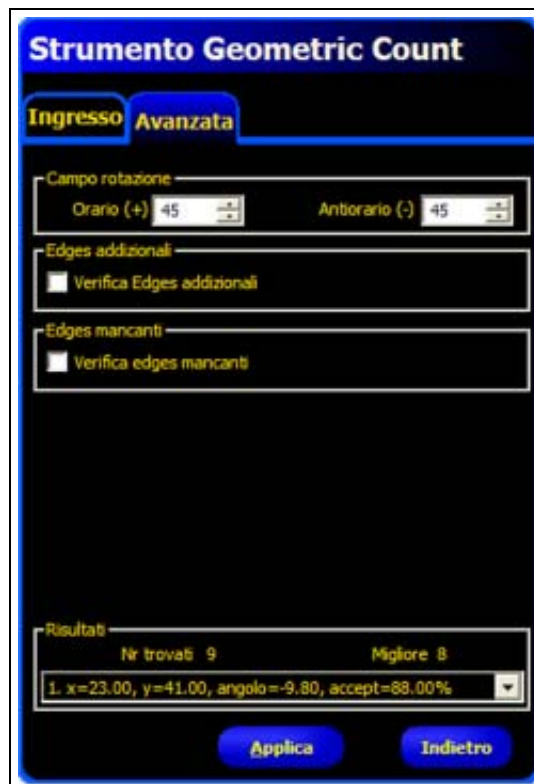 Strumento Geometric Count
Ingresso Avanzata
Campo rotazione
Orario (+) 45 Antiorario (-) 45
Edges addizionali
Verifica Edges addizionali
Edges mancanti
Verifica edges mancanti
Risultati
Nr trovati 9 Migliore 8
1. x=23.00, y=41.00, angolo=-9.80, accept=88.00%
Applica Indietro